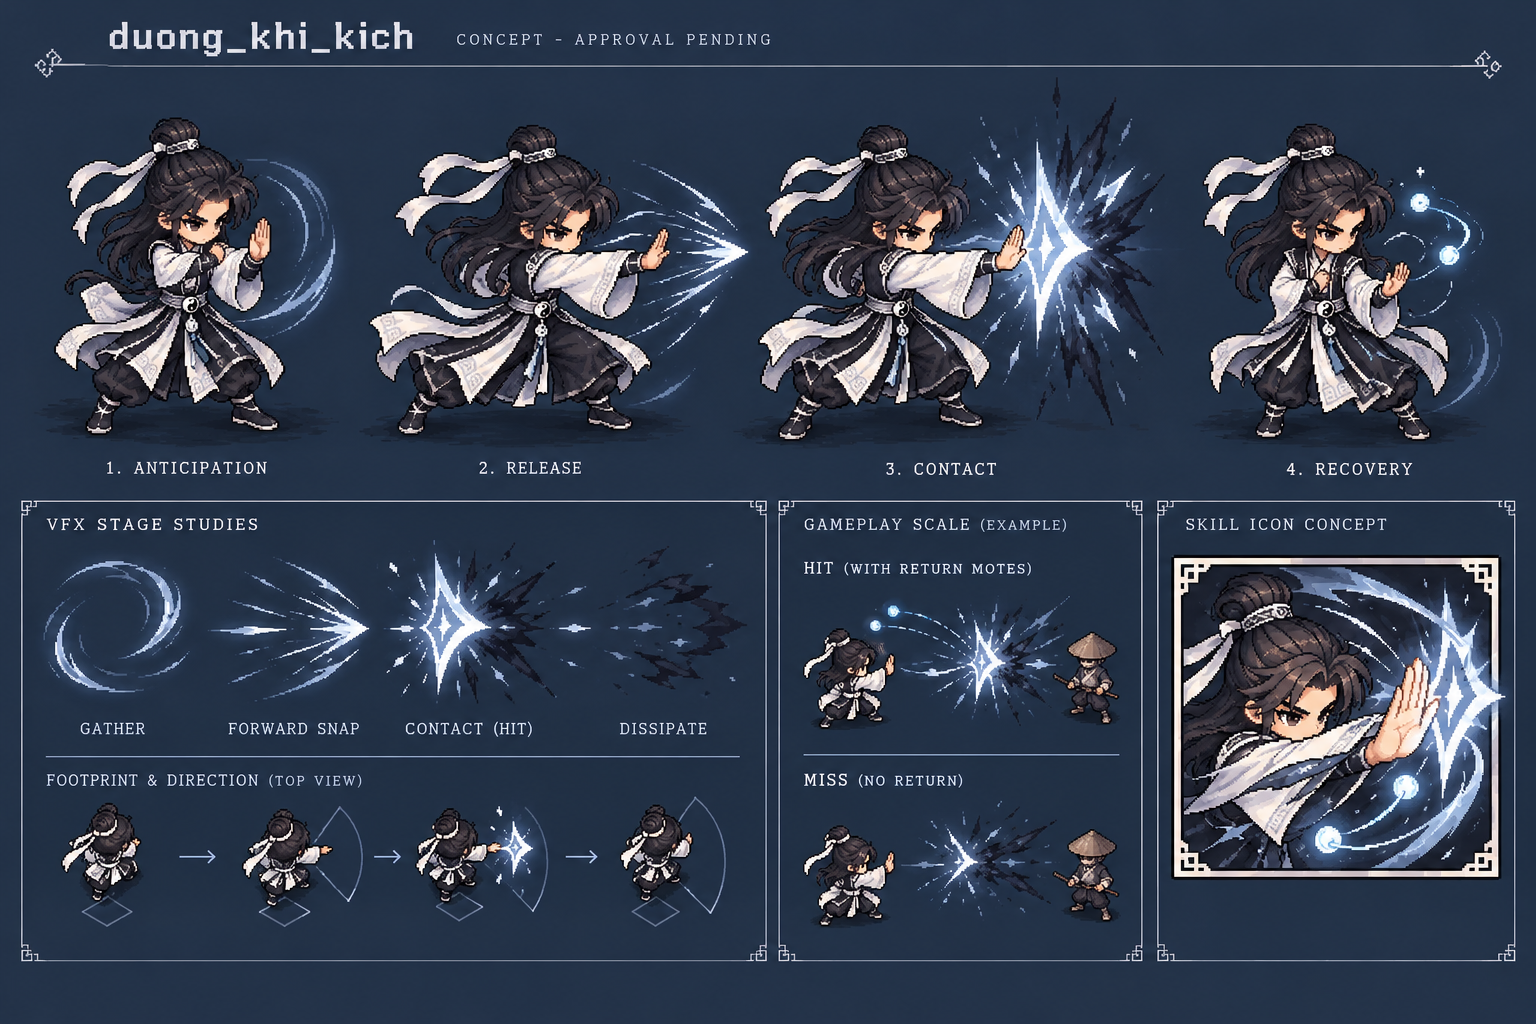 duong_khi_kich
CONCEPT - APPROVAL PENDING
1. ANTICIPATION
2. RELEASE
3. CONTACT
4. RECOVERY
VFX STAGE STUDIES
GATHER
FORWARD SNAP
CONTACT (HIT)
DISSIPATE
FOOTPRINT & DIRECTION (TOP VIEW)
GAMEPLAY SCALE (EXAMPLE)
HIT (WITH RETURN MOTES)
MISS (NO RETURN)
SKILL ICON CONCEPT